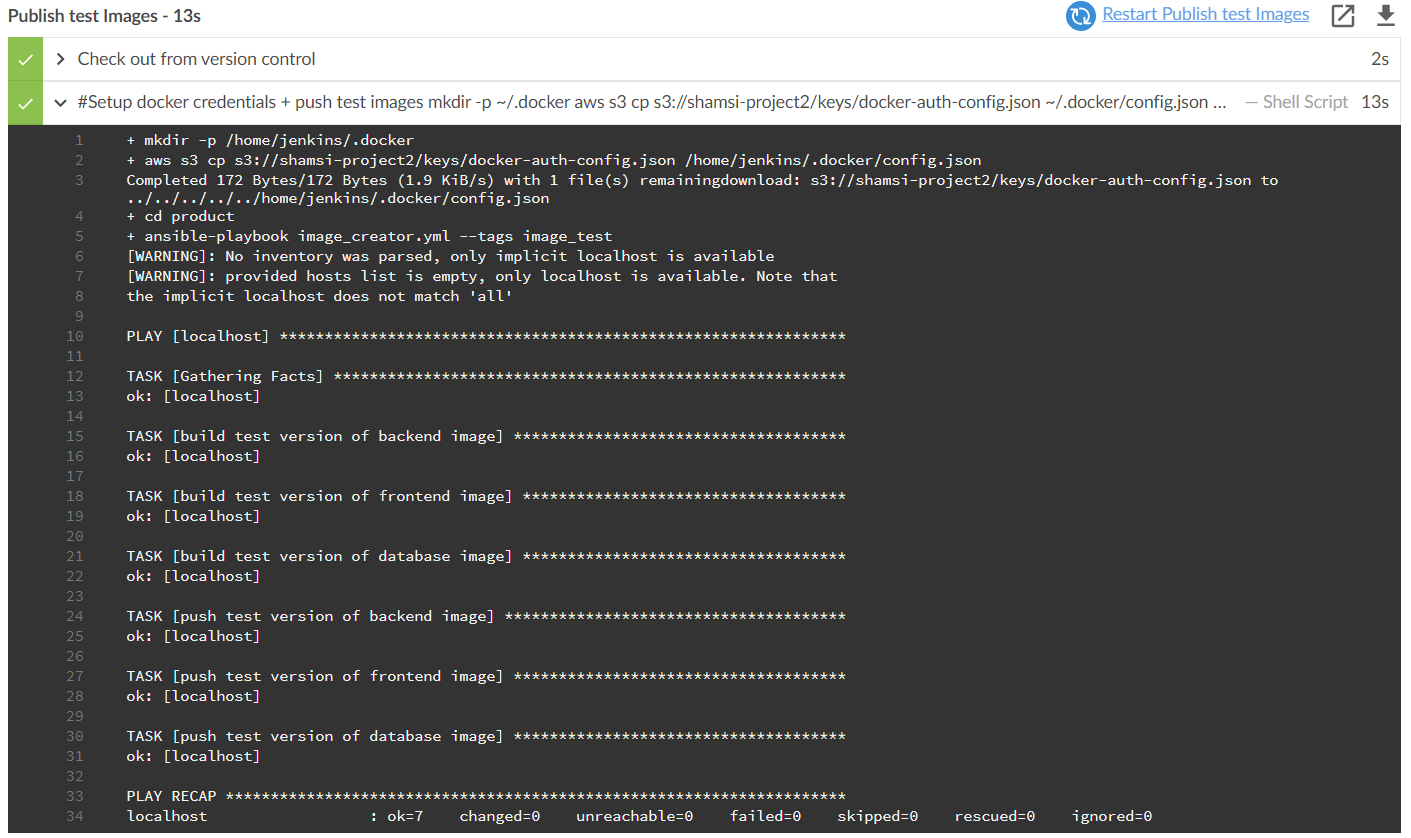 Publish test Images - 13s
Restart Publish test Images
Check out from version control
2s
#Setup docker credentials + push test images mkdir -p ~/.docker aws s3 cp s3://shamsi-project2/keys/docker-auth-config.json ~/.docker/config.json ... — Shell Script 13s
1 + mkdir -p /home/jenkins/.docker
2 + aws s3 cp s3://shamsi-project2/keys/docker-auth-config.json /home/jenkins/.docker/config.json
3 Completed 172 Bytes/172 Bytes (1.9 KiB/s) with 1 file(s) remainingdownload: s3://shamsi-project2/keys/docker-auth-config.json to
../../../../../home/jenkins/.docker/config.json
4 + cd product
5 + ansible-playbook image_creator.yml --tags image_test
6 [WARNING]: No inventory was parsed, only implicit localhost is available
7 [WARNING]: provided hosts list is empty, only localhost is available. Note that
8 the implicit localhost does not match 'all'
9
10 PLAY [localhost] ***************************************************************
11
12 TASK [Gathering Facts] *********************************************************
13 ok: [localhost]
14
15 TASK [build test version of backend image] *************************************
16 ok: [localhost]
17
18 TASK [build test version of frontend image] ************************************
19 ok: [localhost]
20
21 TASK [build test version of database image] ************************************
22 ok: [localhost]
23
24 TASK [push test version of backend image] **************************************
25 ok: [localhost]
26
27 TASK [push test version of frontend image] *************************************
28 ok: [localhost]
29
30 TASK [push test version of database image] *************************************
31 ok: [localhost]
32
33 PLAY RECAP *********************************************************************
34 localhost : ok=7 changed=0 unreachable=0 failed=0 skipped=0 rescued=0 ignored=0